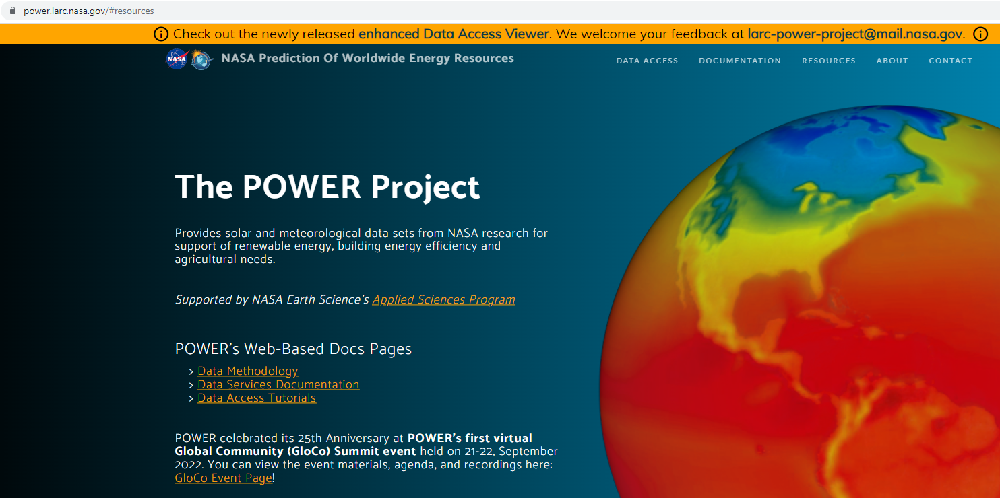 power.larc.nasa.gov/#resources
Check out the newly released enhanced Data Access Viewer. We welcome your feedback at larc-power-project@mail.nasa.gov.
NASA NASA Prediction Of Worldwide Energy Resources
DATA ACCESS DOCUMENTATION RESOURCES ABOUT CONTACT
The POWER Project
Provides solar and meteorological data sets from NASA research for
support of renewable energy, building energy efficiency and
agricultural needs.
Supported by NASA Earth Science's Applied Sciences Program
POWER's Web-Based Docs Pages
> Data Methodology
> Data Services Documentation
> Data Access Tutorials
POWER celebrated its 25th Anniversary at POWER's first virtual
Global Community (GloCo) Summit event held on 21-22, September
2022. You can view the event materials, agenda, and recordings here:
GloCo Event Page!